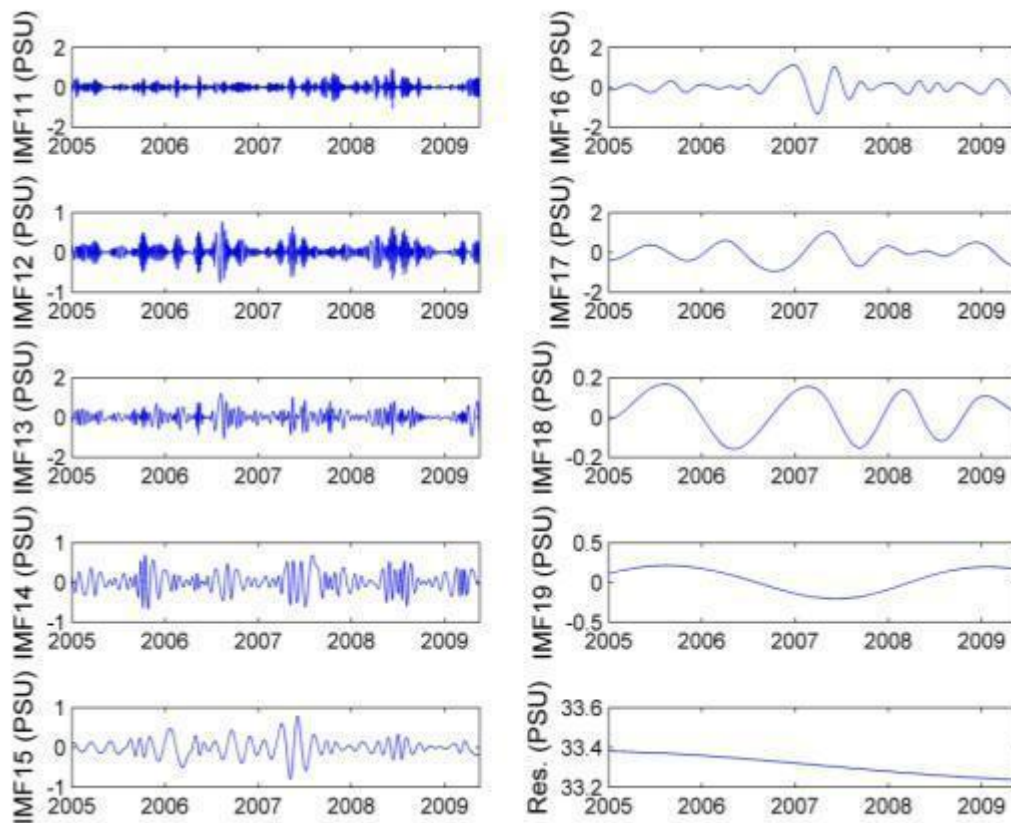 IMF11 (PSU)
2
0
-2
2005 2006 2007 2008 2009
IMF12 (PSU)
1
0
-1
2005 2006 2007 2008 2009
IMF13 (PSU)
2
0
-2
2005 2006 2007 2008 2009
IMF14 (PSU)
1
0
-1
2005 2006 2007 2008 2009
IMF15 (PSU)
1
0
-1
2005 2006 2007 2008 2009
IMF16 (PSU)
2
0
-2
2005 2006 2007 2008 2009
IMF17 (PSU)
2
0
-2
2005 2006 2007 2008 2009
IMF18 (PSU)
0.2
0
-0.2
2005 2006 2007 2008 2009
IMF19 (PSU)
0.5
0
-0.5
2005 2006 2007 2008 2009
Res. (PSU)
33.6
33.4
33.2
2005 2006 2007 2008 2009